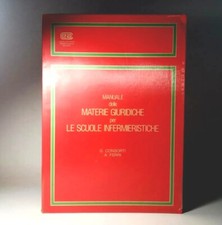 MANUALE
delle
MATERIE GIURIDICHE
per
LE SCUOLE INFERMIERISTICHE